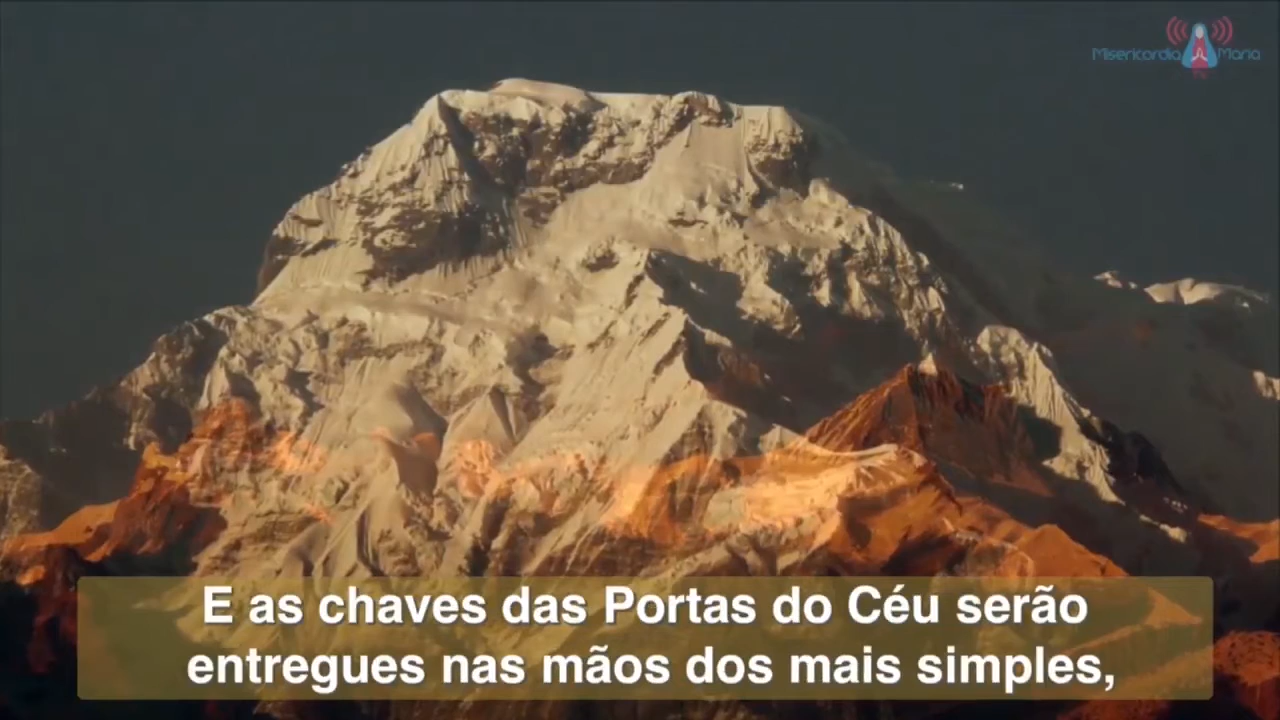 Misericordia Maria
E as chaves das Portas do Céu serão
entregues nas mãos dos mais simples,